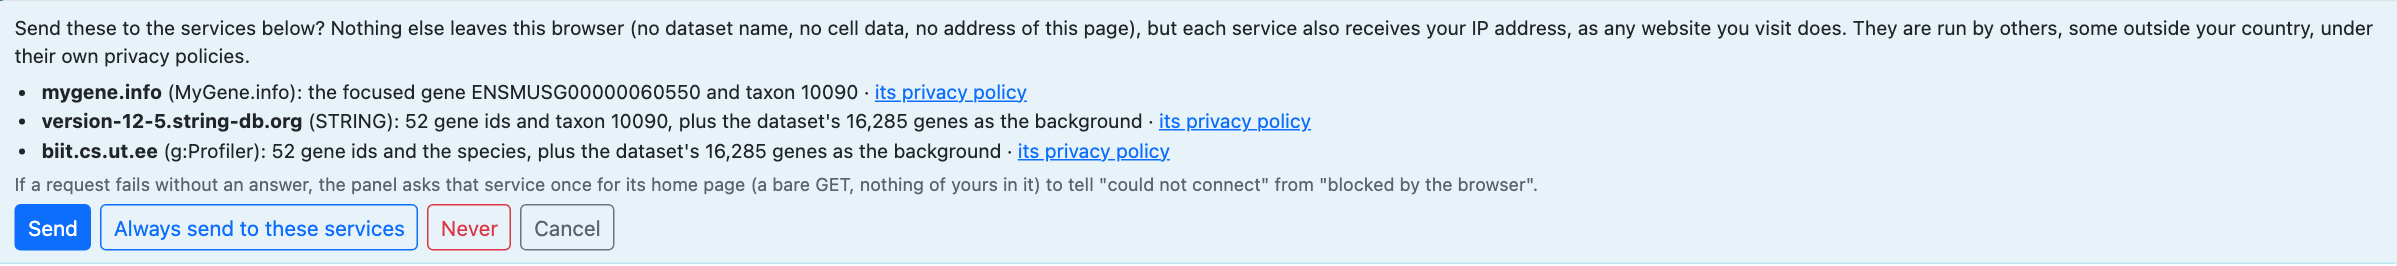 Send these to the services below? Nothing else leaves this browser (no dataset name, no cell data, no address of this page), but each service also receives your IP address, as any website you visit does. They are run by others, some outside your country, under
their own privacy policies.
• mygene.info (MyGene.info): the focused gene ENSMUSG00000060550 and taxon 10090 · its privacy policy
• version-12-5.string-db.org (STRING): 52 gene ids and taxon 10090, plus the dataset's 16,285 genes as the background · its privacy policy
• biit.cs.ut.ee (g:Profiler): 52 gene ids and the species, plus the dataset's 16,285 genes as the background · its privacy policy
If a request fails without an answer, the panel asks that service once for its home page (a bare GET, nothing of yours in it) to tell "could not connect" from "blocked by the browser".
Send Always send to these services Never Cancel